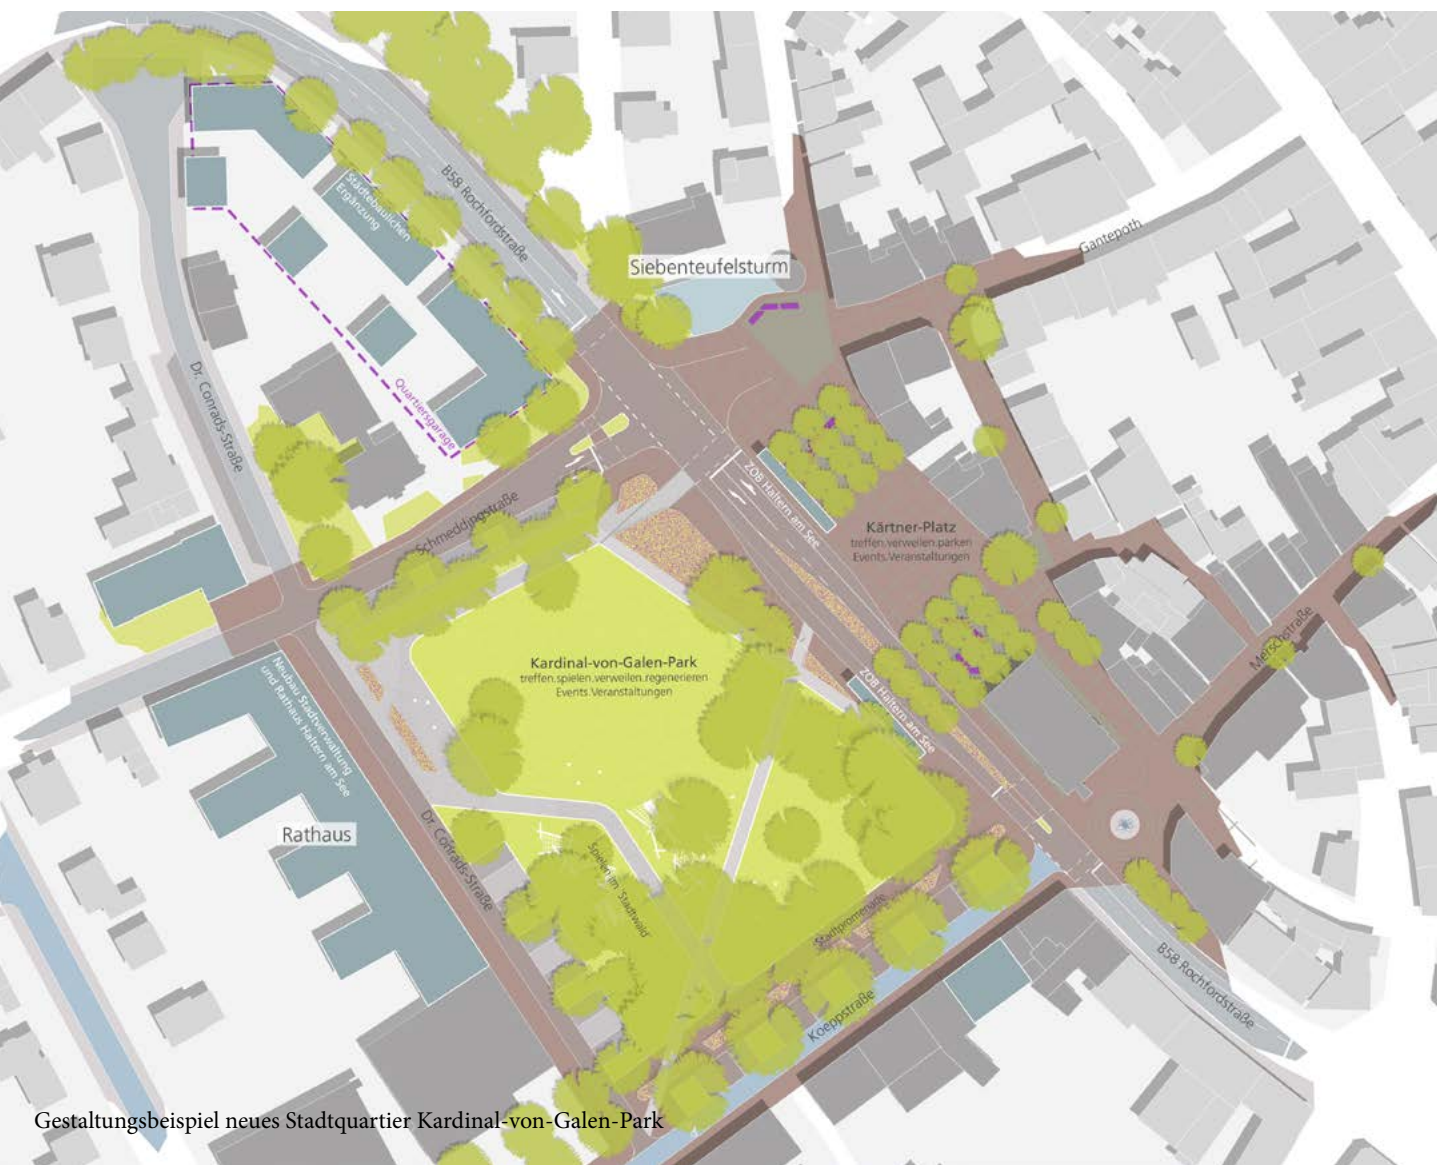 B58 Rochfordstraße
Städtebaulichen
Ergänzung
Siebenteufelsturm
Gantepoth
Dr. Conrads-Straße
Quartiersgarage
Schmeddingstraße
ZOB Haltern am See
Kärtner-Platz
treffen.verweilen.parken
Events.Veranstaltungen
Merschstraße
Kardinal-von-Galen-Park
treffen.spielen.verweilen.regenerieren
Events.Veranstaltungen
ZOB Haltern am See
Neubau Stadtverwaltung
und Rathaus Haltern am See
Rathaus
Dr. Conrads-Straße
Spielen im 'Stadtwald'
Stadtpromenade
Koeppstraße
B58 Rochfordstraße
Gestaltungsbeispiel neues Stadtquartier Kardinal-von-Galen-Park